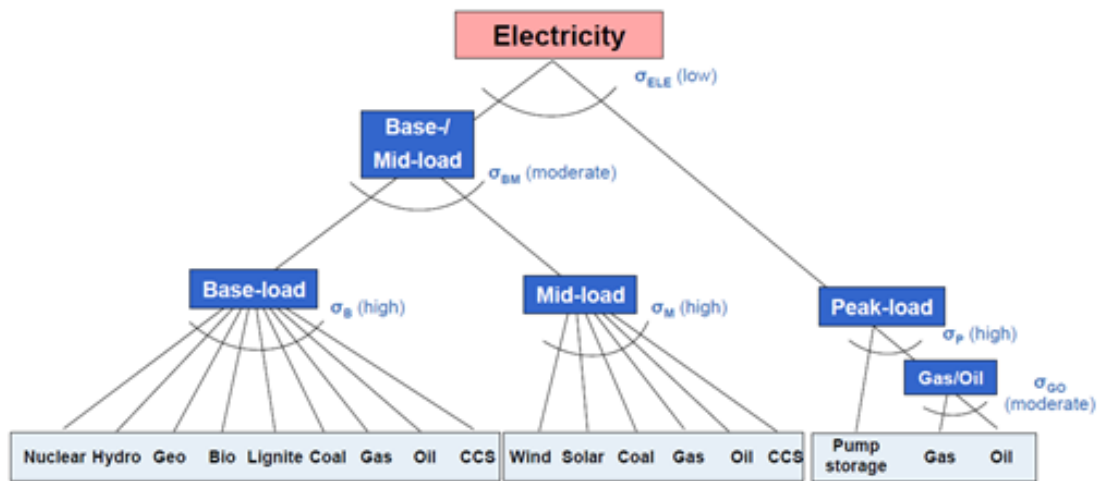 Electricity
σELE (low)
Base-/
Mid-load
σBM (moderate)
Base-load
σB (high)
Mid-load
σM (high)
Peak-load
σP (high)
Gas/Oil
σGO
(moderate)
Nuclear Hydro Geo Bio Lignite Coal Gas Oil CCS
Wind Solar Coal Gas Oil CCS
Pump
storage Gas Oil